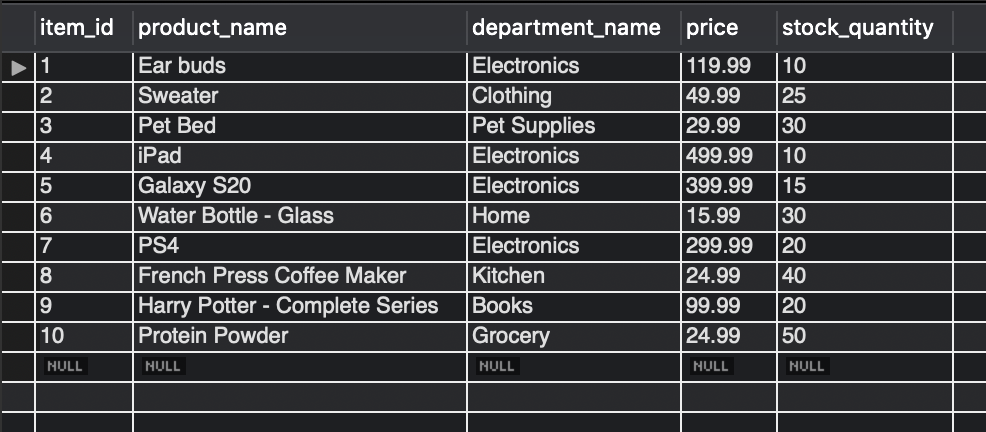 item_id product_name department_name price stock_quantity
1 Ear buds Electronics 119.99 10
2 Sweater Clothing 49.99 25
3 Pet Bed Pet Supplies 29.99 30
4 iPad Electronics 499.99 10
5 Galaxy S20 Electronics 399.99 15
6 Water Bottle - Glass Home 15.99 30
7 PS4 Electronics 299.99 20
8 French Press Coffee Maker Kitchen 24.99 40
9 Harry Potter - Complete Series Books 99.99 20
10 Protein Powder Grocery 24.99 50
NULL NULL NULL NULL NULL